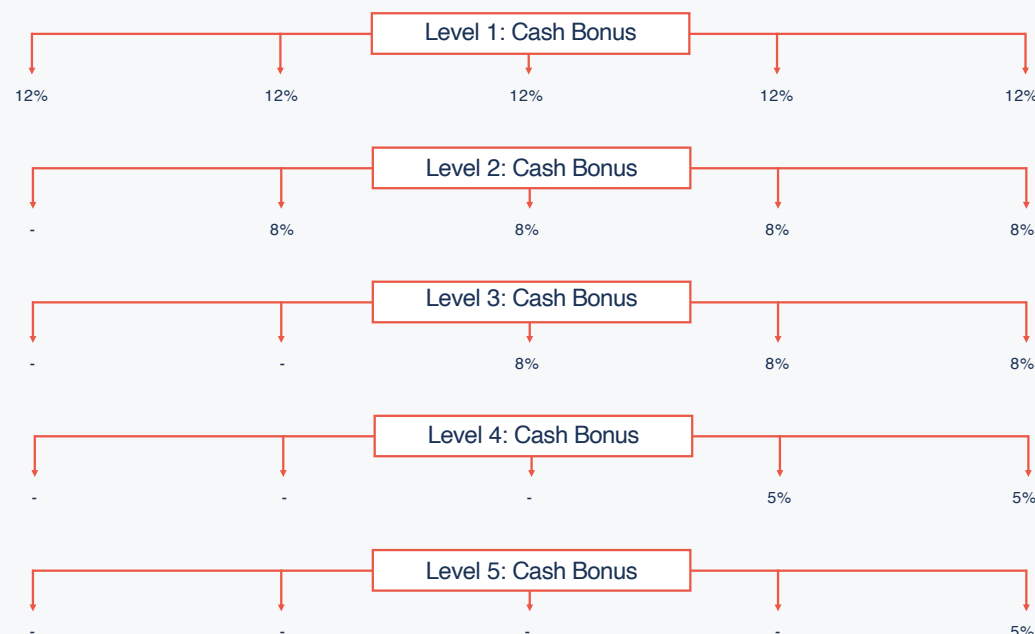 Level 1: Cash Bonus
12% 12% 12% 12% 12%
Level 2: Cash Bonus
- 8% 8% 8% 8%
Level 3: Cash Bonus
- - 8% 8% 8%
Level 4: Cash Bonus
- - - 5% 5%
Level 5: Cash Bonus
- - - - 5%